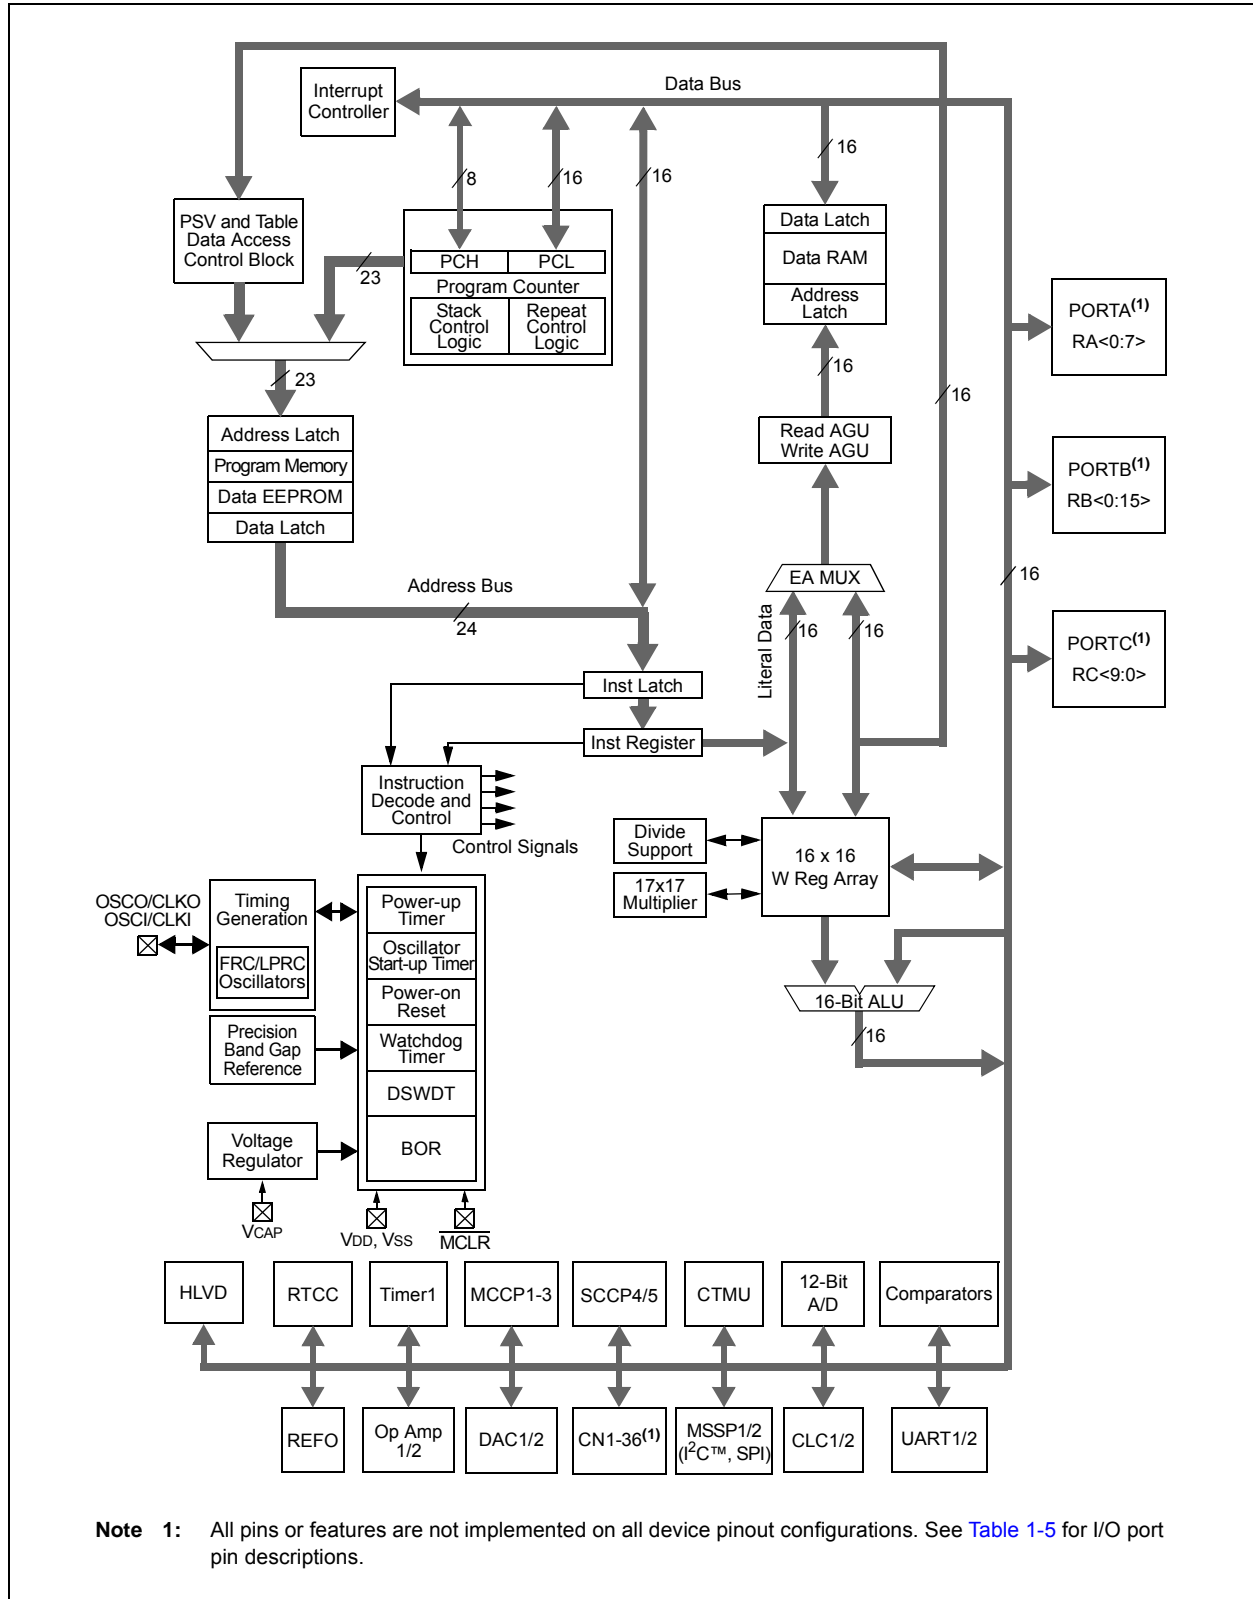 Data Bus
Interrupt
Controller
16
8
16
16
PSV and Table
Data Access
Control Block
Data Latch
Data RAM
Address
Latch
PCH
PCL
23
Program Counter
Stack
Control
Logic
Repeat
Control
Logic
PORTA(1)
RA<0:7>
23
16
16
Address Latch
Program Memory
Data EEPROM
Data Latch
Read AGU
Write AGU
PORTB(1)
RB<0:15>
EA MUX
16
Address Bus
24
Literal Data
16
16
PORTC(1)
RC<9:0>
Inst Latch
Inst Register
Instruction
Decode and
Control
Control Signals
Divide
Support
17x17
Multiplier
16 x 16
W Reg Array
OSCO/CLKO
OSCI/CLKI
Timing
Generation
FRC/LPRC
Oscillators
Power-up
Timer
Oscillator
Start-up Timer
Power-on
Reset
Watchdog
Timer
DSWDT
BOR
16-Bit ALU
16
Precision
Band Gap
Reference
Voltage
Regulator
VCAP
VDD, VSS
MCLR
HLVD
RTCC
Timer1
MCCP1-3
SCCP4/5
CTMU
12-Bit
A/D
Comparators
REFO
Op Amp
1/2
DAC1/2
CN1-36(1)
MSSP1/2
(I2C™, SPI)
CLC1/2
UART1/2
Note 1: All pins or features are not implemented on all device pinout configurations. See Table 1-5 for I/O port
pin descriptions.